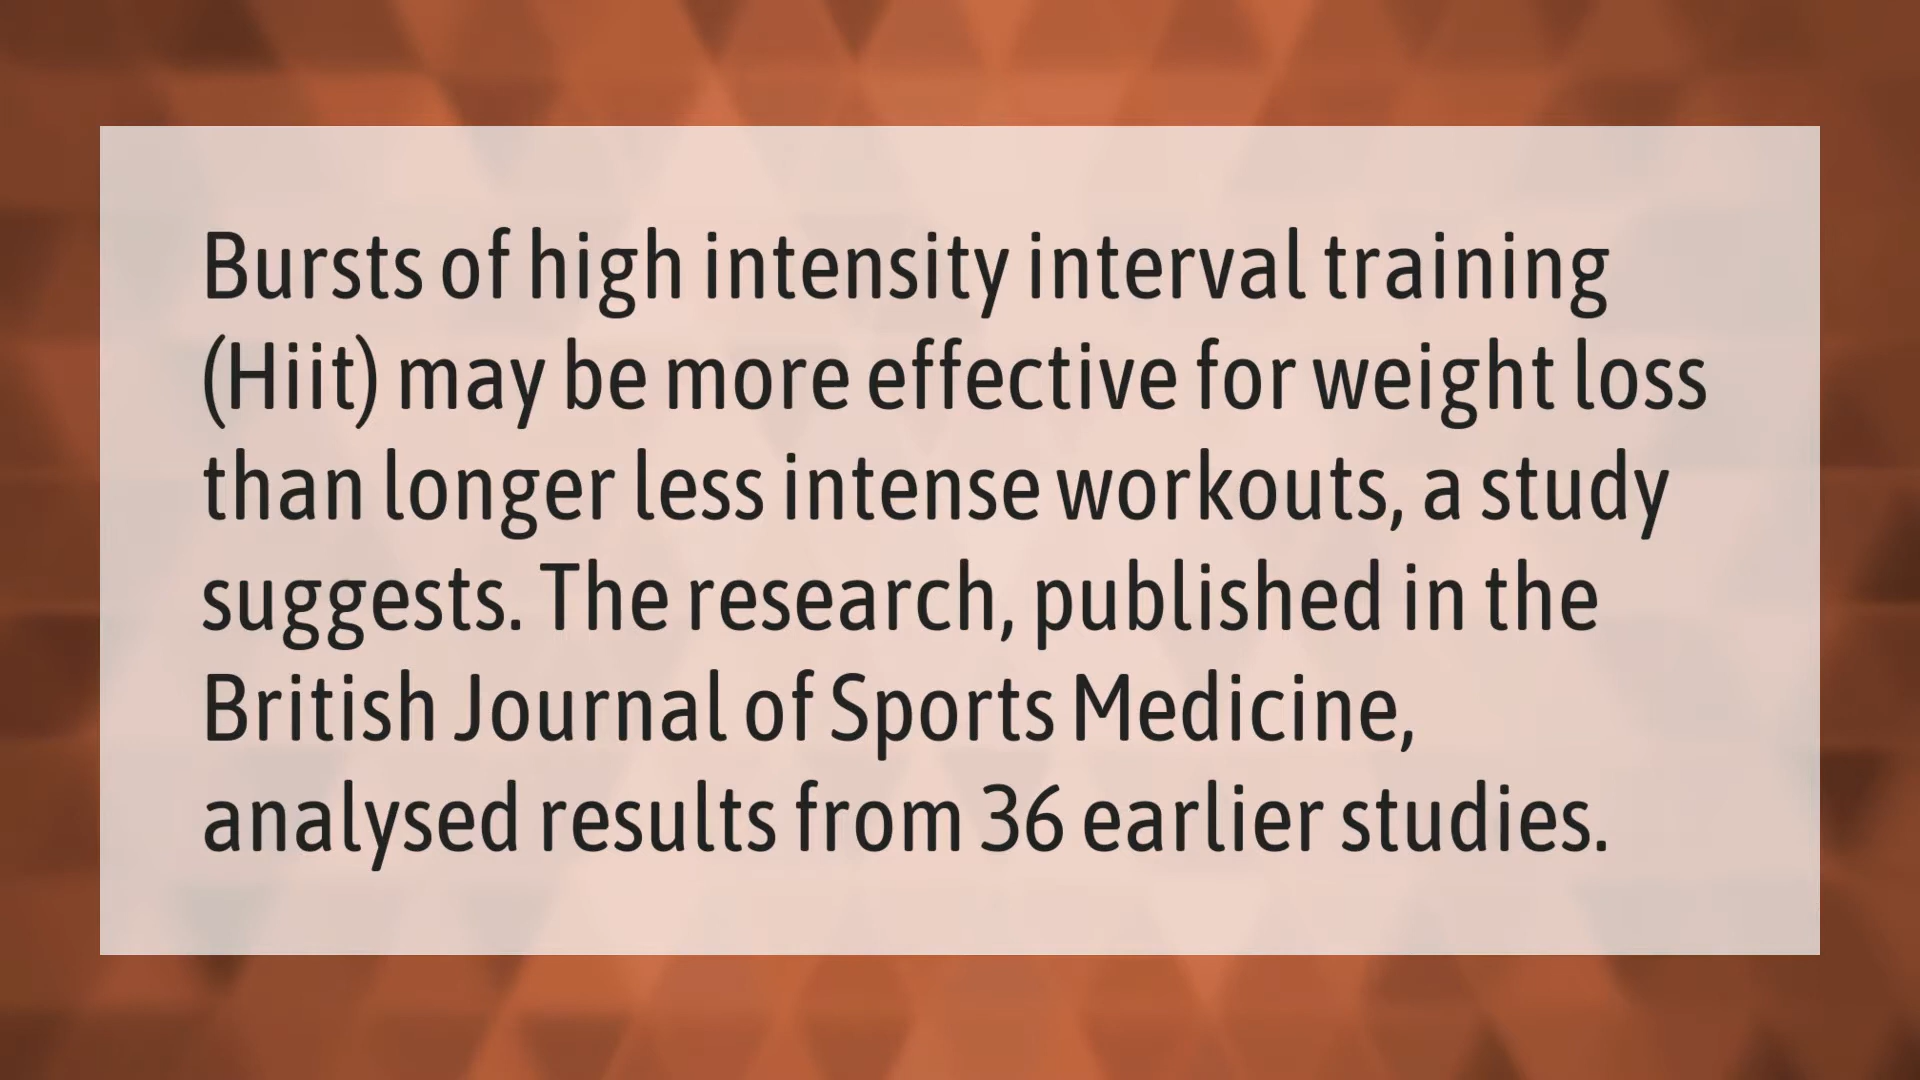 Bursts of high intensity interval training
(Hiit) may be more effective for weight loss
than longer less intense workouts, a study
suggests. The research, published in the
British Journal of Sports Medicine,
analysed results from 36 earlier studies.